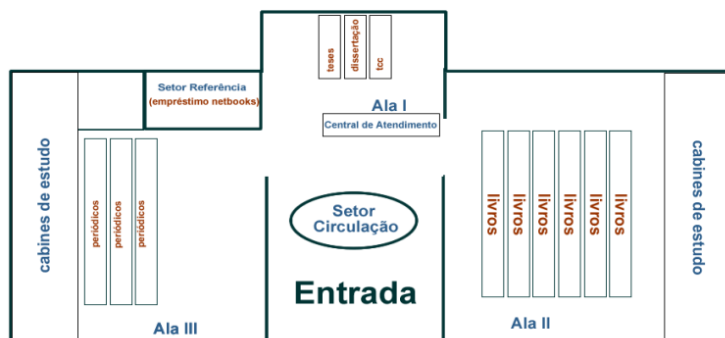 teses
dissertação
tcc
Setor Referência
(empréstimo netbooks)
Ala I
Central de Atendimento
cabines de estudo
periódicos
periódicos
periódicos
Setor
Circulação
livros
livros
livros
livros
livros
livros
cabines de estudo
Entrada
Ala III
Ala II